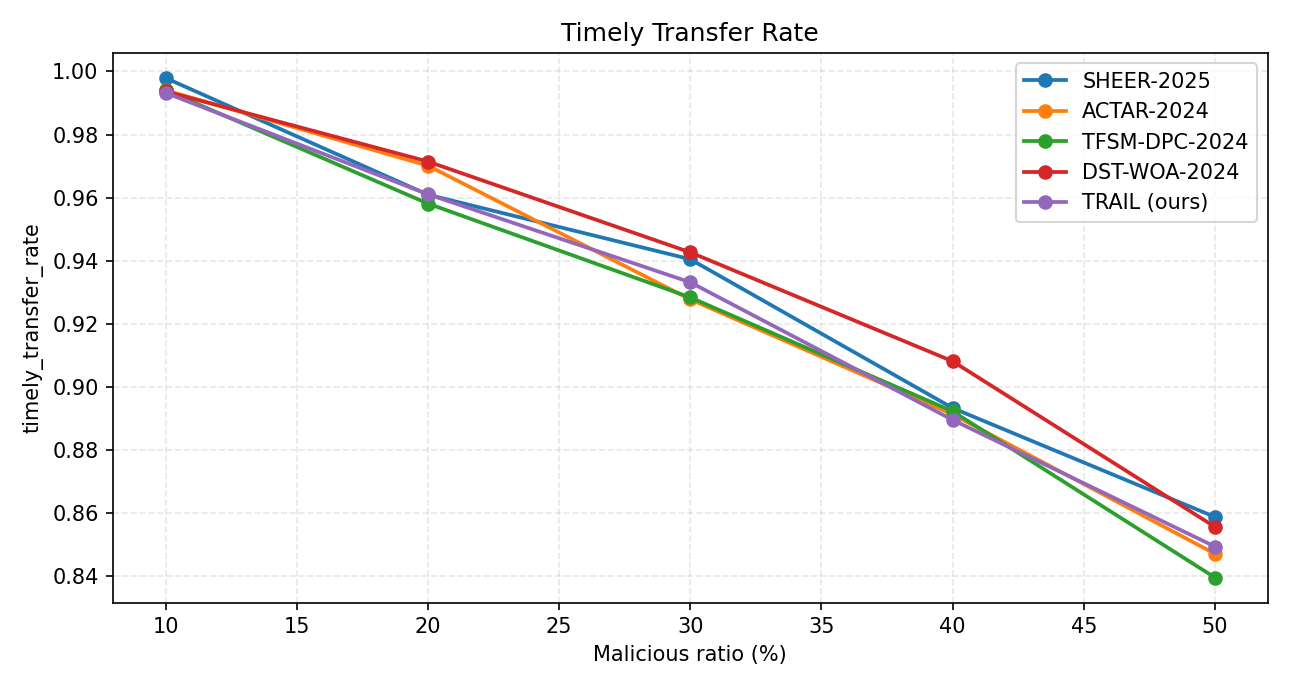 Timely Transfer Rate
timely_transfer_rate
1.00
0.98
0.96
0.94
0.92
0.90
0.88
0.86
0.84
SHEER-2025
ACTAR-2024
TFSM-DPC-2024
DST-WOA-2024
TRAIL (ours)
10 15 20 25 30 35 40 45 50
Malicious ratio (%)